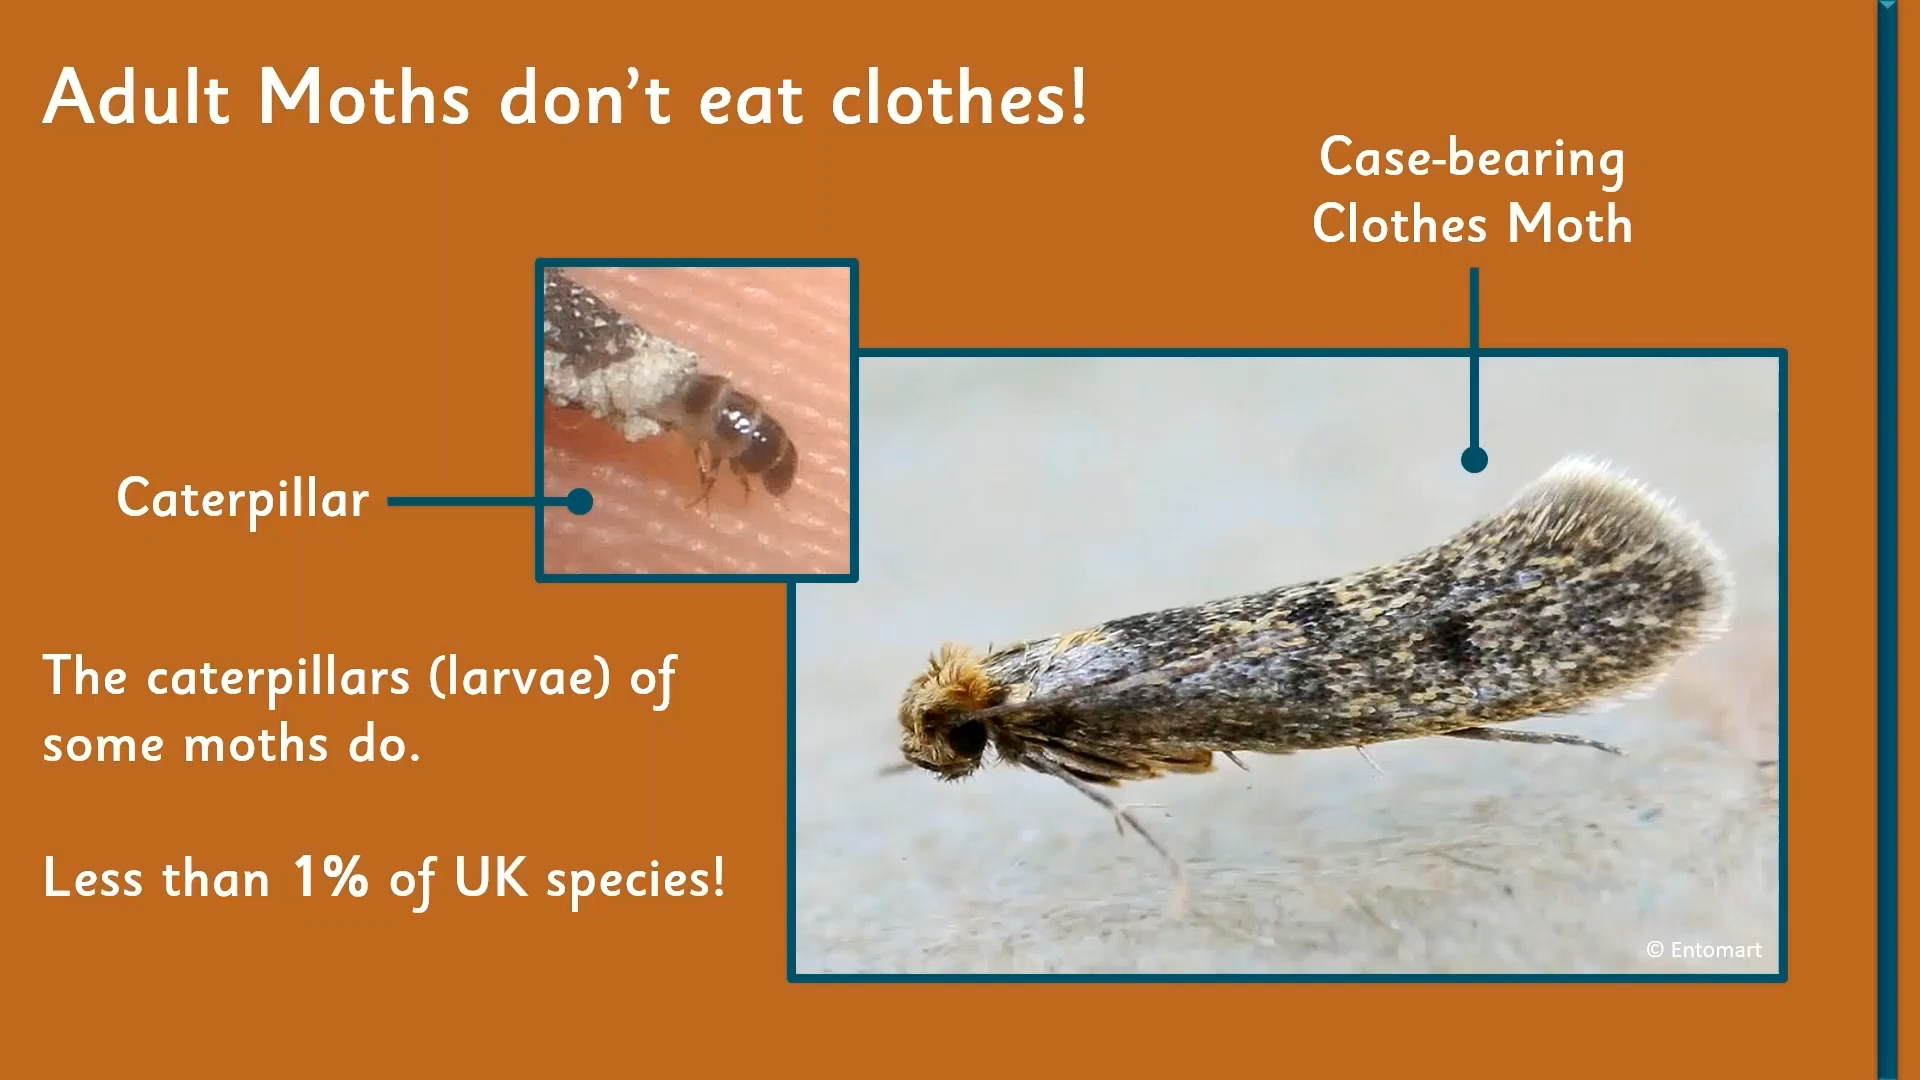 Adult Moths don't eat clothes!
Case-bearing
Clothes Moth
Caterpillar
The caterpillars (larvae) of
some moths do.
Less than 1% of UK species!
© Entomart